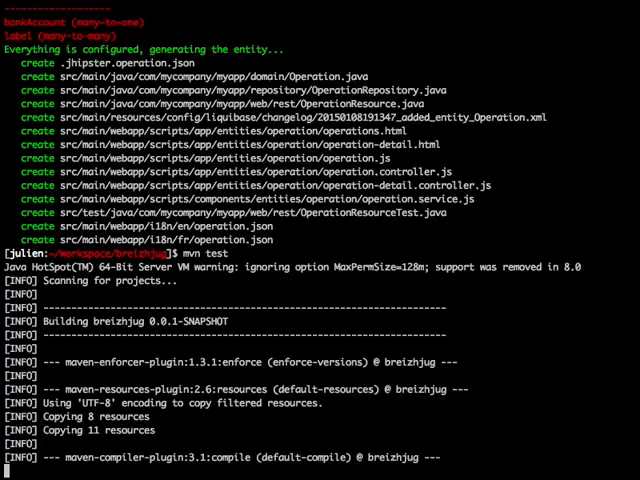 -------------------
bankAccount (many-to-one)
label (many-to-many)
Everything is configured, generating the entity...
create .jhipster.operation.json
create src/main/java/com/mycompany/myapp/domain/Operation.java
create src/main/java/com/mycompany/myapp/repository/OperationRepository.java
create src/main/java/com/mycompany/myapp/web/rest/OperationResource.java
create src/main/resources/config/liquibase/changelog/20150108191347_added_entity_Operation.xml
create src/main/webapp/scripts/app/entities/operation/operations.html
create src/main/webapp/scripts/app/entities/operation/operation-detail.html
create src/main/webapp/scripts/app/entities/operation/operation.js
create src/main/webapp/scripts/app/entities/operation/operation.controller.js
create src/main/webapp/scripts/app/entities/operation/operation-detail.controller.js
create src/main/webapp/scripts/components/entities/operation/operation.service.js
create src/test/java/com/mycompany/myapp/web/rest/OperationResourceTest.java
create src/main/webapp/i18n/en/operation.json
create src/main/webapp/i18n/fr/operation.json
[julien:~/workspace/breizhjug]$ mvn test
Java HotSpot(TM) 64-Bit Server VM warning: ignoring option MaxPermSize=128m; support was removed in 8.0
[INFO] Scanning for projects...
[INFO]
[INFO] ------------------------------------------------------------------------
[INFO] Building breizhjug 0.0.1-SNAPSHOT
[INFO] ------------------------------------------------------------------------
[INFO]
[INFO] --- maven-enforcer-plugin:1.3.1:enforce (enforce-versions) @ breizhjug ---
[INFO]
[INFO] --- maven-resources-plugin:2.6:resources (default-resources) @ breizhjug ---
[INFO] Using 'UTF-8' encoding to copy filtered resources.
[INFO] Copying 8 resources
[INFO] Copying 11 resources
[INFO]
[INFO] --- maven-compiler-plugin:3.1:compile (default-compile) @ breizhjug ---